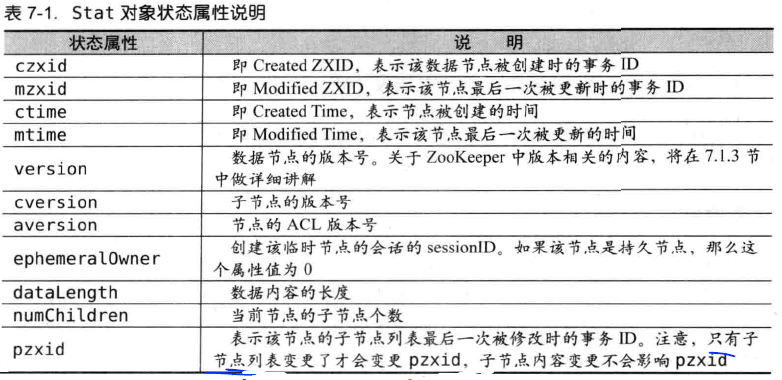 表 7-1. Stat 对象状态属性说明
状态属性 说 明
czxid 即 Created ZXID，表示该数据节点被创建时的事务 ID
mzxid 即 Modified ZXID，表示该节点最后一次被更新时的事务 ID
ctime 即 Created Time，表示节点被创建的时间
mtime 即 Modified Time，表示该节点最后一次被更新的时间
version 数据节点的版本号。关于 ZooKeeper 中版本相关的内容，将在 7.1.3 节
中做详细讲解
cversion 子节点的版本号
aversion 节点的 ACL 版本号
ephemeralOwner 创建该临时节点的会话的 sessionID。如果该节点是持久节点，那么这
个属性值为 0
dataLength 数据内容的长度
numChildren 当前节点的子节点个数
pzxid 表示该节点的子节点列表最后一次被修改时的事务 ID。注意，只有子
节点列表变更了才会变更 pzxid，子节点内容变更不会影响 pzxid